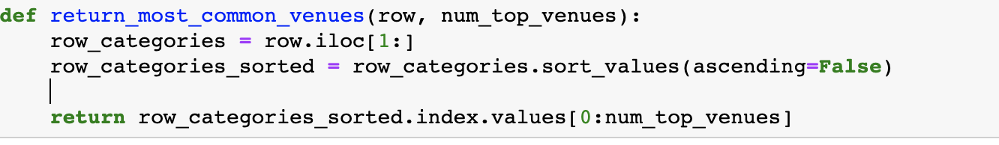 def return_most_common_venues(row, num_top_venues):
    row_categories = row.iloc[1:]
    row_categories_sorted = row_categories.sort_values(ascending=False)
    return row_categories_sorted.index.values[0:num_top_venues]